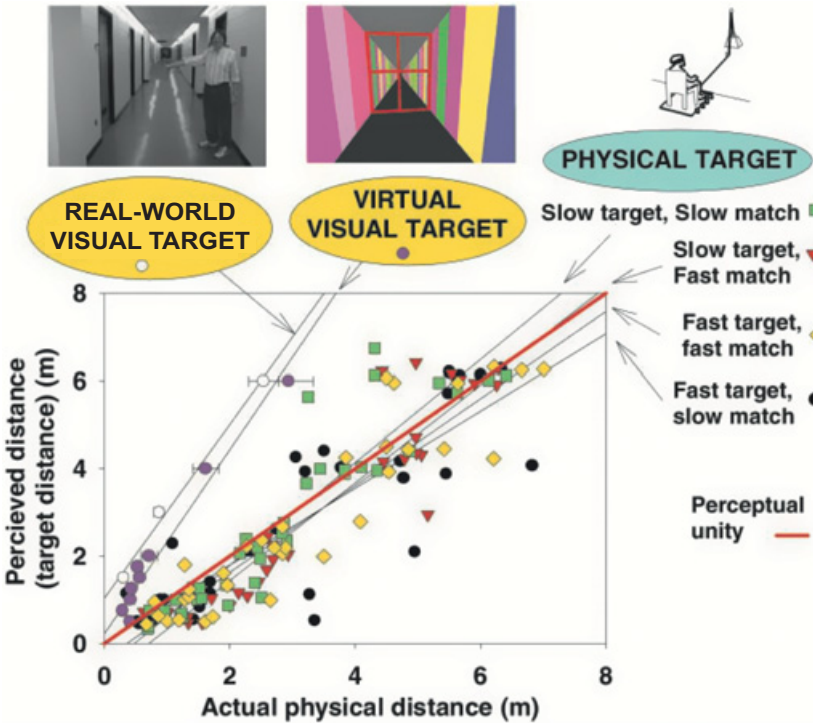 REAL-WORLD
VISUAL TARGET
VIRTUAL
VISUAL TARGET
PHYSICAL TARGET
Slow target, Slow match
Slow target,
Fast match
Fast target,
fast match
Fast target,
slow match
Perceptual
unity
Percieved distance
(target distance) (m)
8
6
4
2
0
0
2
4
6
8
Actual physical distance (m)